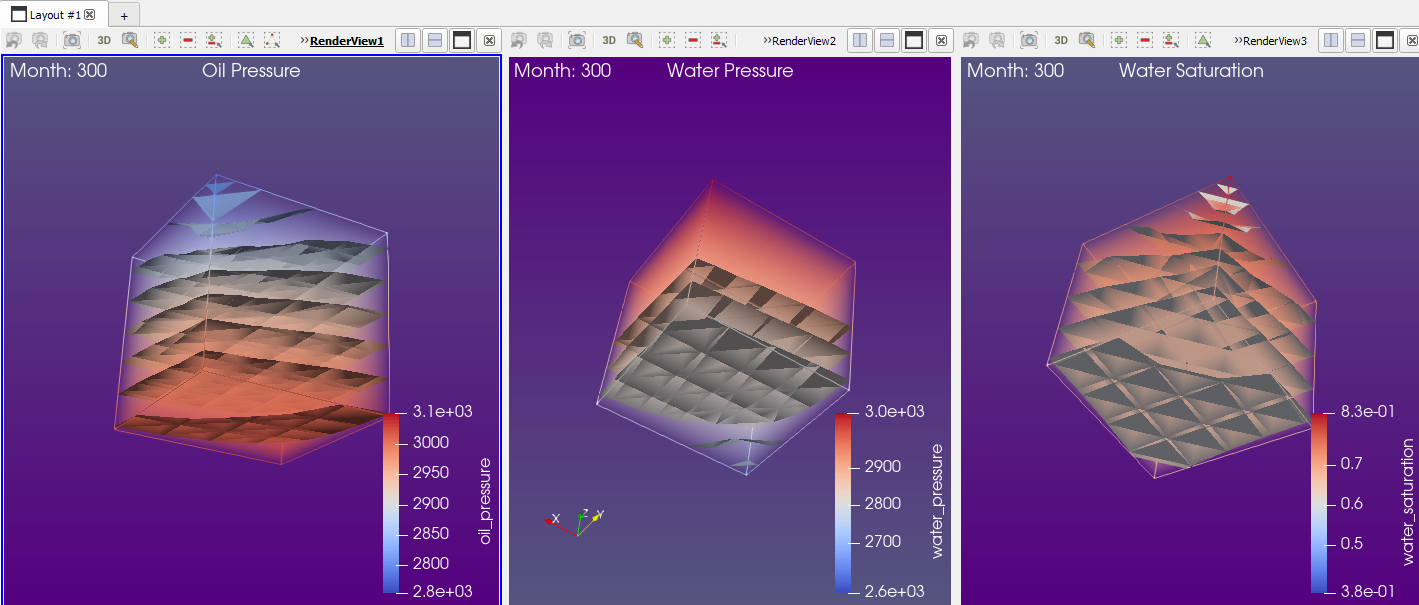 Layout #1
+
3D
»RenderView1
3D
»RenderView2
3D
»RenderView3
Month: 300 Oil Pressure
3.1e+03
3000
2950
2900
2850
2800
2.8e+03
oil_pressure
Month: 300 Water Pressure
X Z Y
3.0e+03
2900
2800
2700
2.6e+03
water_pressure
Month: 300 Water Saturation
8.3e-01
0.7
0.6
0.5
3.8e-01
water_saturation